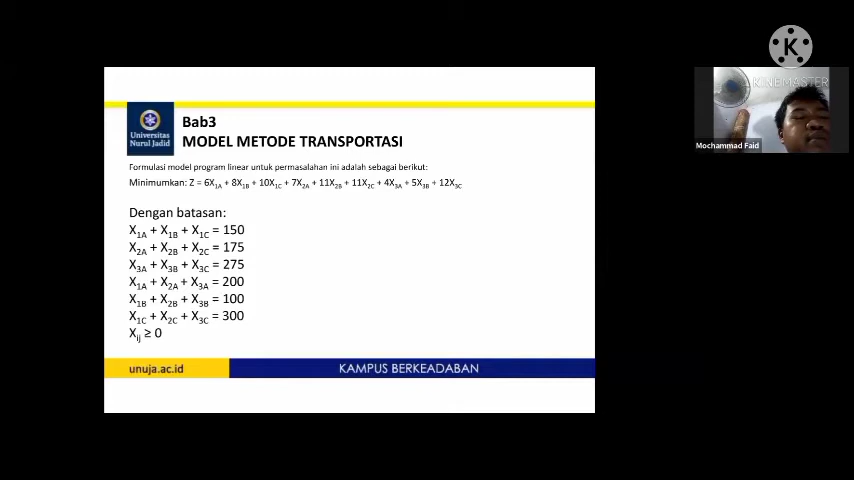 K
KINEMASTER
Mochammad Faid
Universitas
Nurul Jadid
Bab3
MODEL METODE TRANSPORTASI
Formulasi model program linear untuk permasalahan ini adalah sebagai berikut:
Minimumkan: Z = 6X1A + 8X1B + 10X1C + 7X2A + 11X2B + 11X2C + 4X3A + 5X3B + 12X3C
Dengan batasan:
X1A + X1B + X1C = 150
X2A + X2B + X2C = 175
X3A + X3B + X3C = 275
X1A + X2A + X3A = 200
X1B + X2B + X3B = 100
X1C + X2C + X3C = 300
Xij ≥ 0
unuja.ac.id
KAMPUS BERKEADABAN